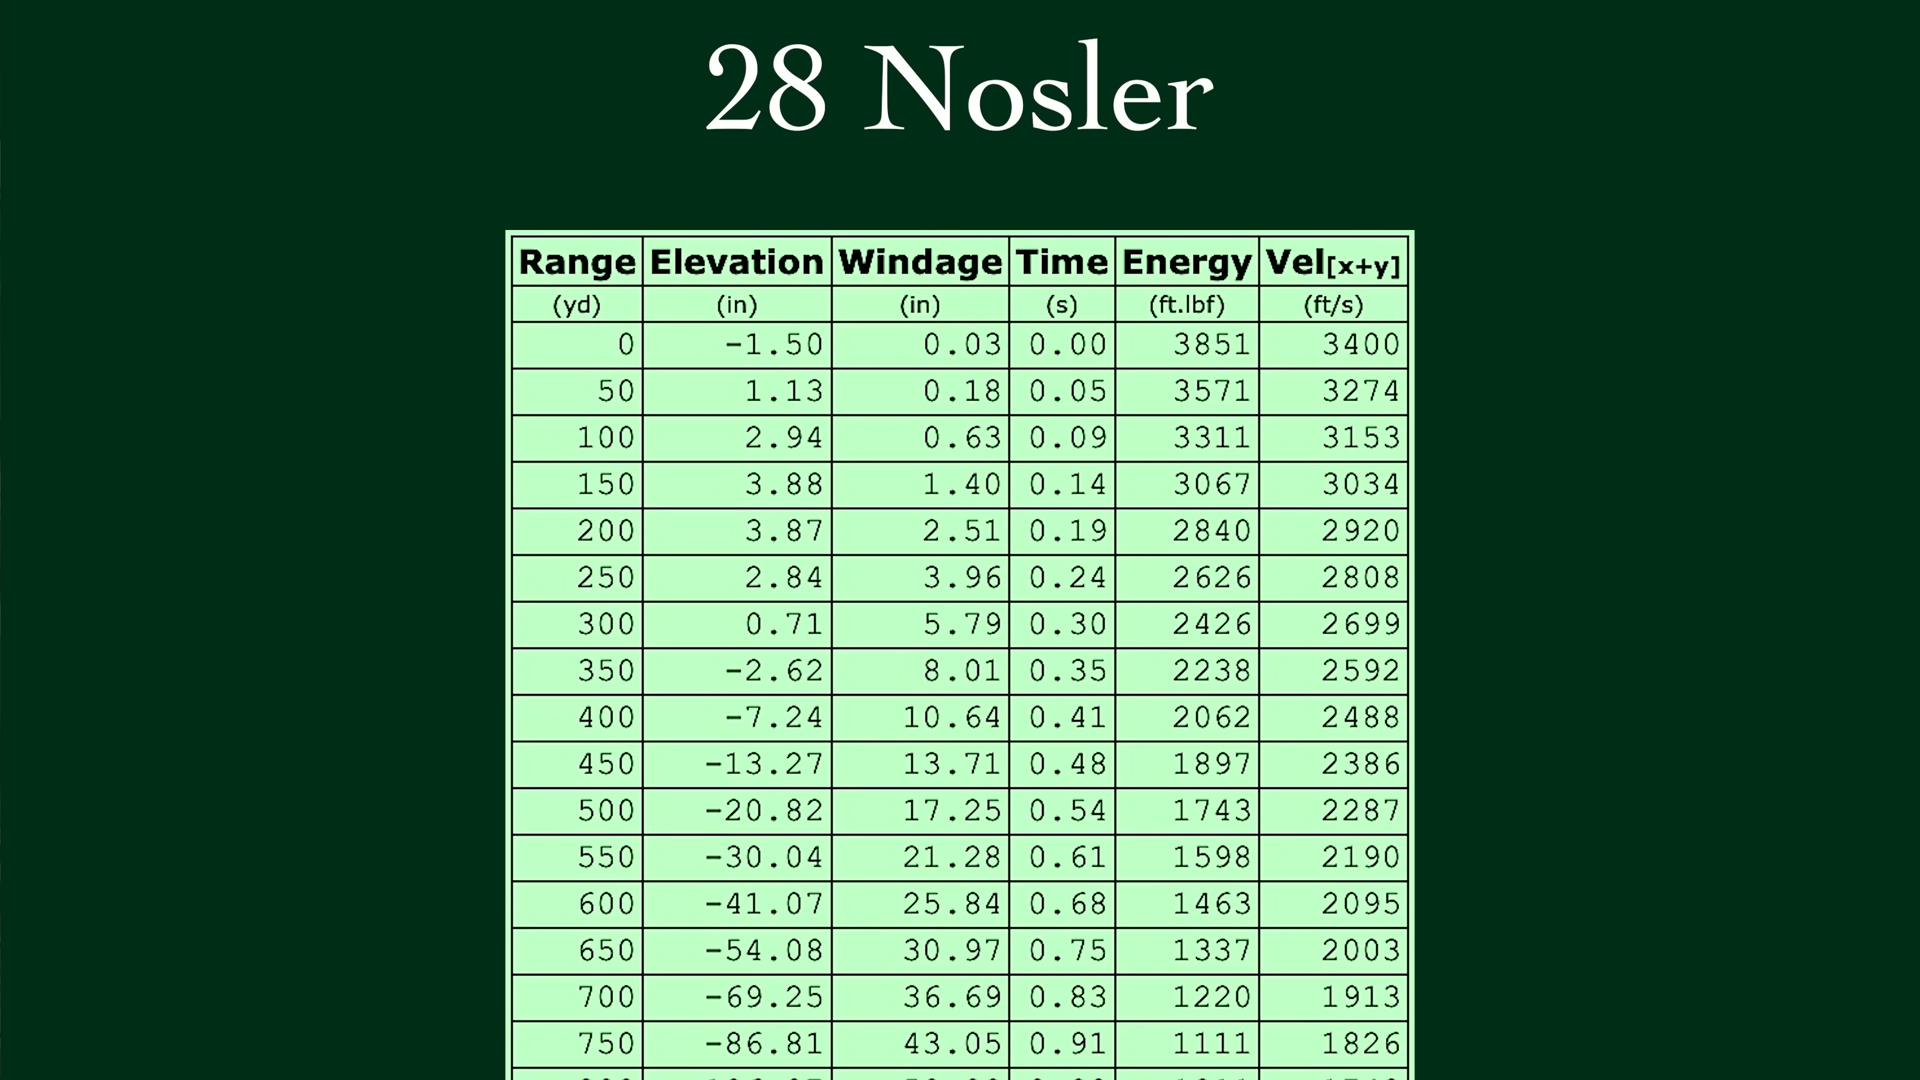 28 Nosler
Range Elevation Windage Time Energy Vel[x+y]
(yd) (in) (in) (s) (ft.lbf) (ft/s)
0 -1.50 0.03 0.00 3851 3400
50 1.13 0.18 0.05 3571 3274
100 2.94 0.63 0.09 3311 3153
150 3.88 1.40 0.14 3067 3034
200 3.87 2.51 0.19 2840 2920
250 2.84 3.96 0.24 2626 2808
300 0.71 5.79 0.30 2426 2699
350 -2.62 8.01 0.35 2238 2592
400 -7.24 10.64 0.41 2062 2488
450 -13.27 13.71 0.48 1897 2386
500 -20.82 17.25 0.54 1743 2287
550 -30.04 21.28 0.61 1598 2190
600 -41.07 25.84 0.68 1463 2095
650 -54.08 30.97 0.75 1337 2003
700 -69.25 36.69 0.83 1220 1913
750 -86.81 43.05 0.91 1111 1826